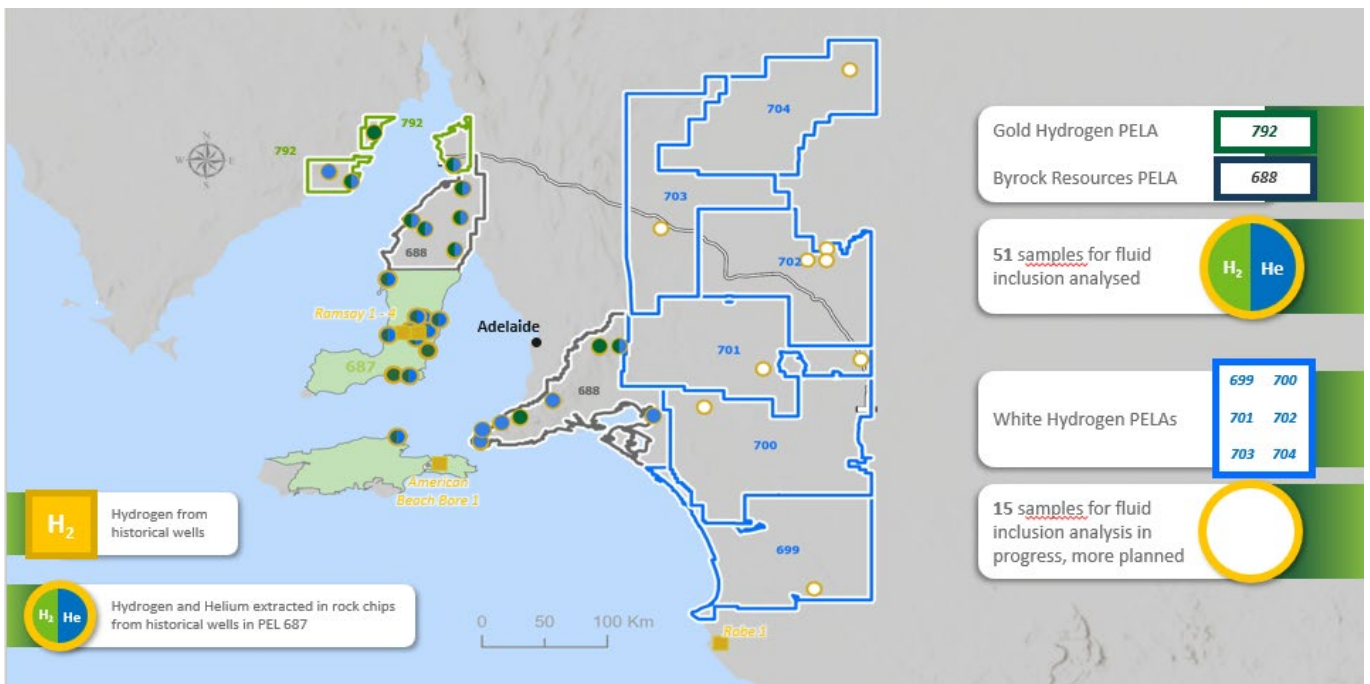 792
792
704
703
688
702
Ramsay 1 - 4
Adelaide
687
688
701
700
American
Beach Bore 1
699
Robe 1
N
W
E
S
0 50 100 Km
H₂
Hydrogen from
historical wells
H₂ He
Hydrogen and Helium extracted in rock chips
from historical wells in PEL 687
Gold Hydrogen PELA
792
Byrock Resources PELA
688
51 samples for fluid
inclusion analysed
H₂ He
White Hydrogen PELAs
699 700
701 702
703 704
15 samples for fluid
inclusion analysis in
progress, more planned